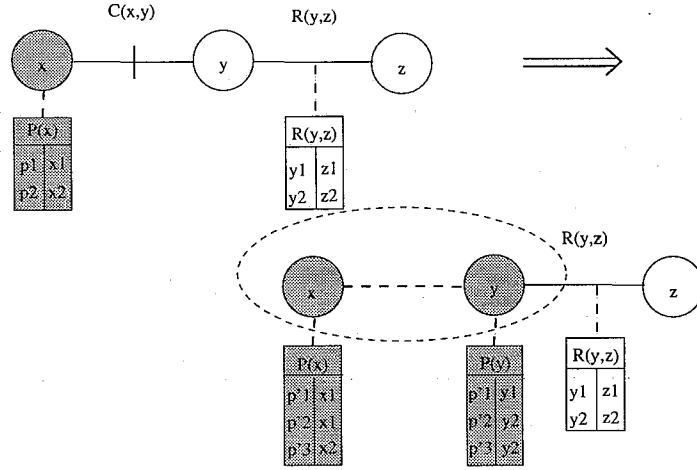 C(x,y) R(y,z)
x y z
P(x) R(y,z)
p1 x1 y1 z1
p2 x2 y2 z2
R(y,z)
x y z
P(x) P(y) R(y,z)
p'1 x1 p'1 y1 y1 z1
p'2 x1 p'2 y2 y2 z2
p'3 x2 p'3 y2